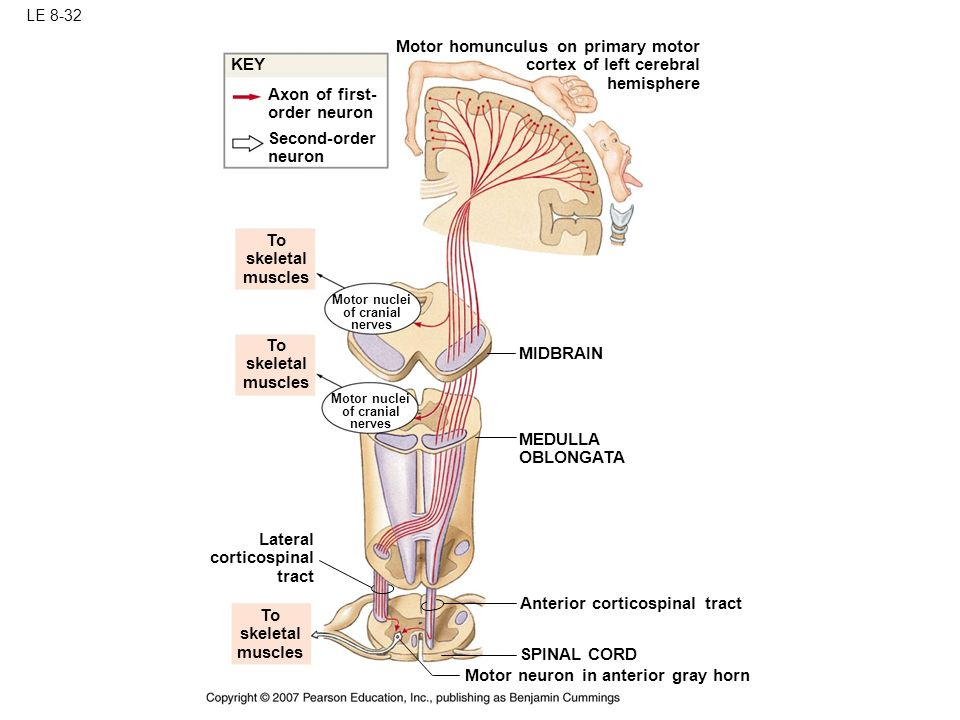 LE 8-32
Motor homunculus on primary motor
cortex of left cerebral
hemisphere
KEY
Axon of first-
order neuron
Second-order
neuron
To
skeletal
muscles
Motor nuclei
of cranial
nerves
MIDBRAIN
To
skeletal
muscles
Motor nuclei
of cranial
nerves
MEDULLA
OBLONGATA
Lateral
corticospinal
tract
Anterior corticospinal tract
To
skeletal
muscles
SPINAL CORD
Motor neuron in anterior gray horn
Copyright © 2007 Pearson Education, Inc., publishing as Benjamin Cummings